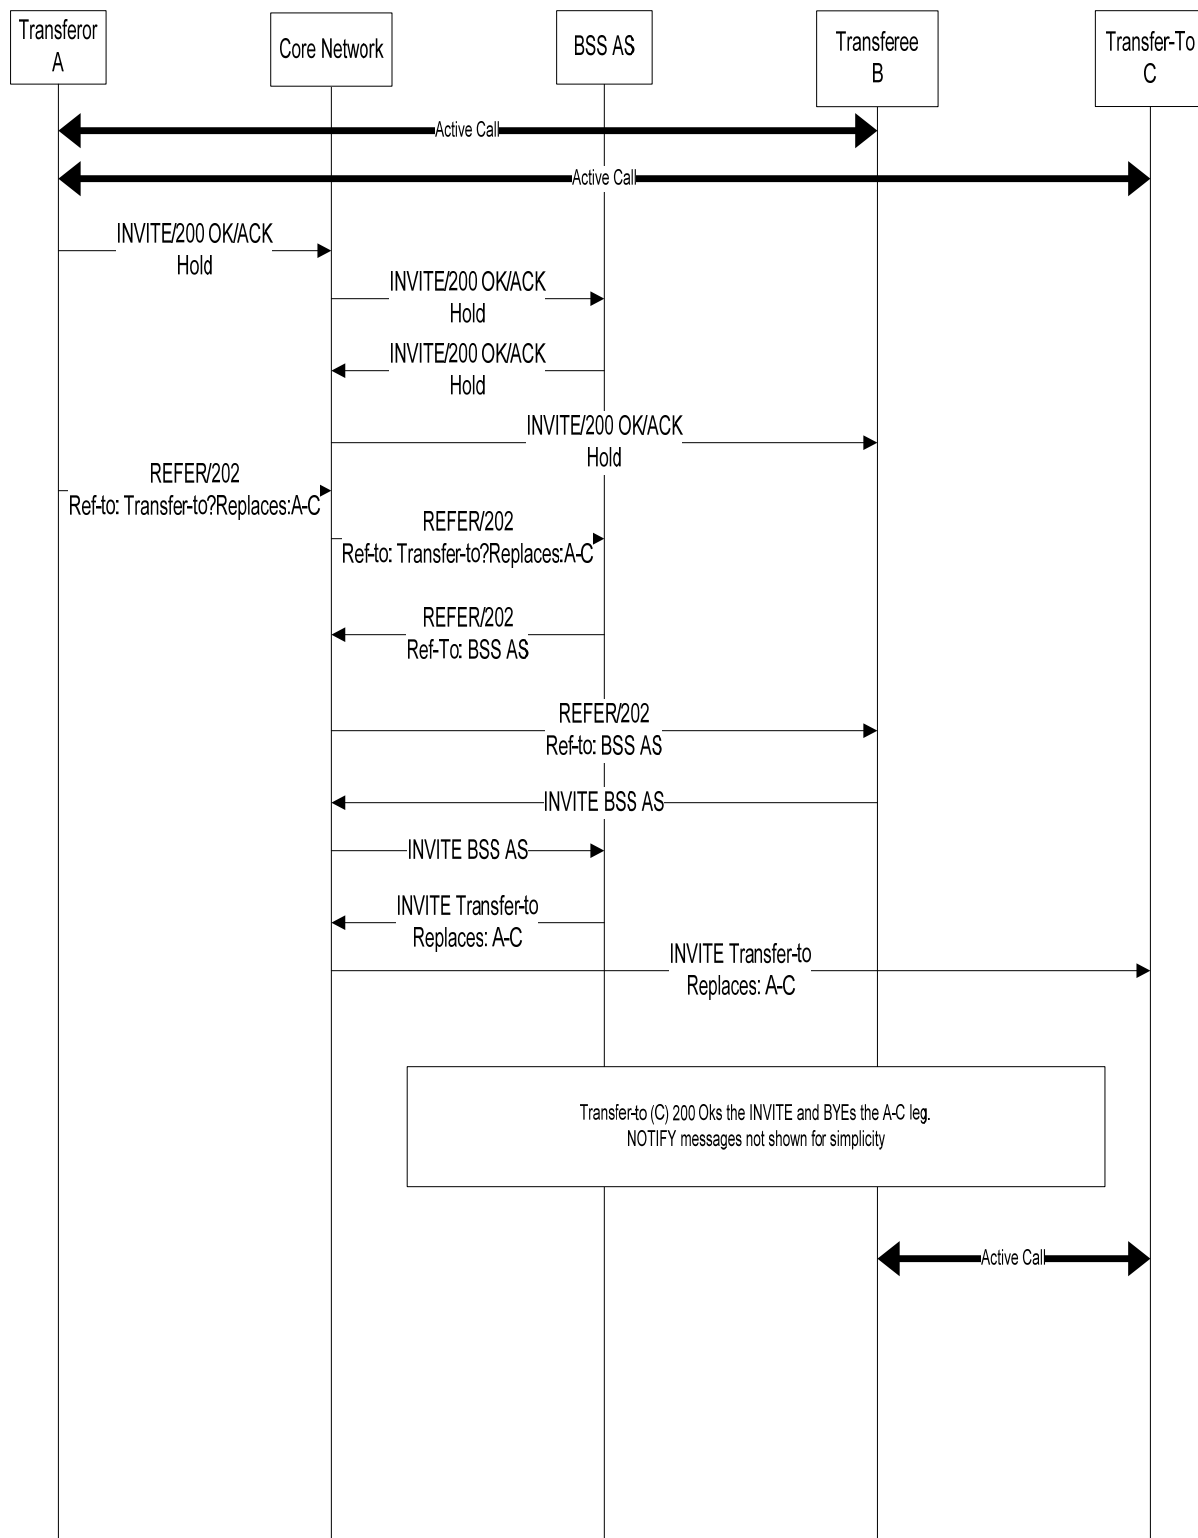 Transferor
A
Core Network
BSS AS
Transferee
B
Transfer-To
C
Active Call
Active Call
INVITE/200 OK/ACK
Hold
INVITE/200 OK/ACK
Hold
INVITE/200 OK/ACK
Hold
INVITE/200 OK/ACK
Hold
REFER/202
Ref-to: Transfer-to?Replaces:A-C
REFER/202
Ref-to: Transfer-to?Replaces:A-C
REFER/202
Ref-To: BSS AS
REFER/202
Ref-to: BSS AS
INVITE BSS AS
INVITE BSS AS
INVITE Transfer-to
Replaces: A-C
INVITE Transfer-to
Replaces: A-C
Transfer-to (C) 200 Oks the INVITE and BYEs the A-C leg.
NOTIFY messages not shown for simplicity
Active Call